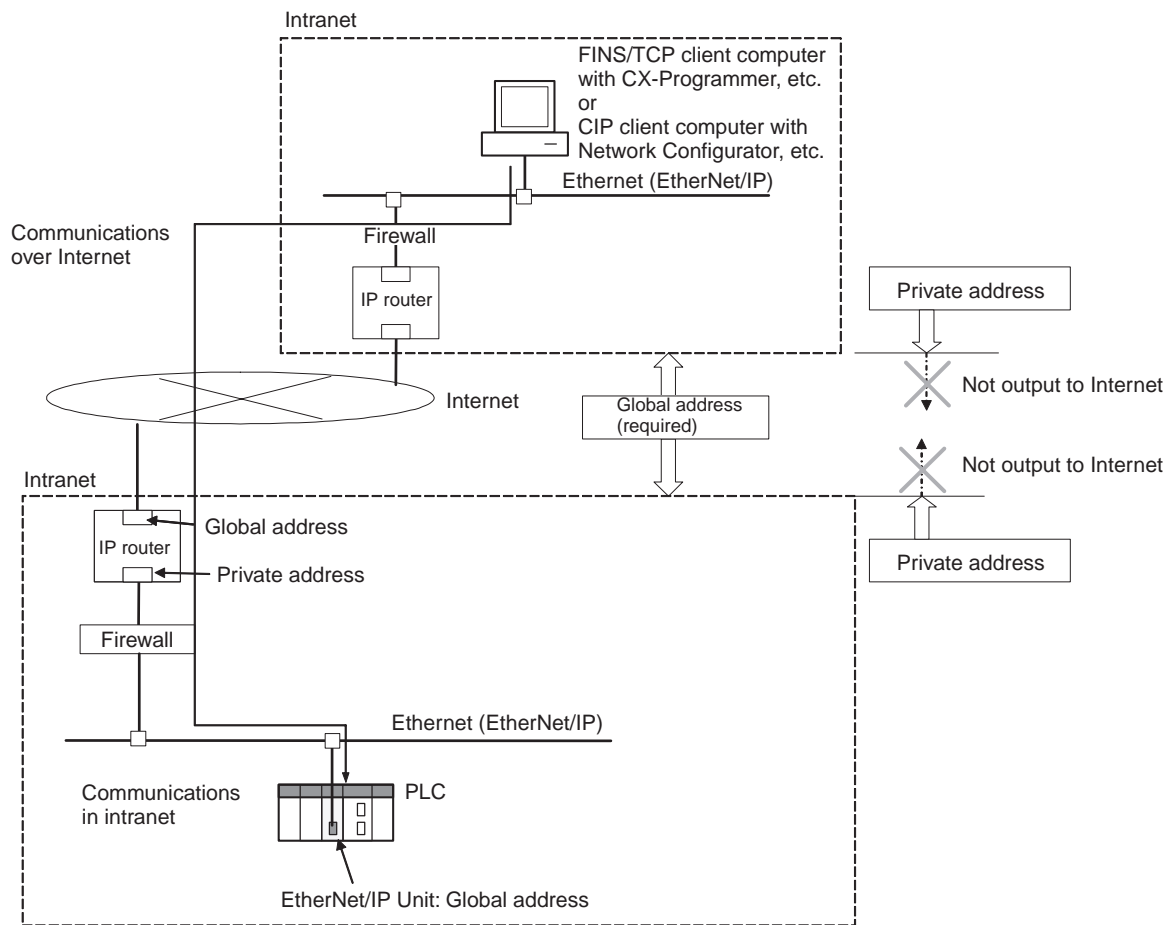 Intranet
FINS/TCP client computer
with CX-Programmer, etc.
or
CIP client computer with
Network Configurator, etc.
Ethernet (EtherNet/IP)
Communications
over Internet
Firewall
IP router
Private address
Internet
Global address
(required)
Not output to Internet
Not output to Internet
Intranet
Global address
IP router
Private address
Private address
Firewall
Ethernet (EtherNet/IP)
Communications
in intranet
PLC
EtherNet/IP Unit: Global address